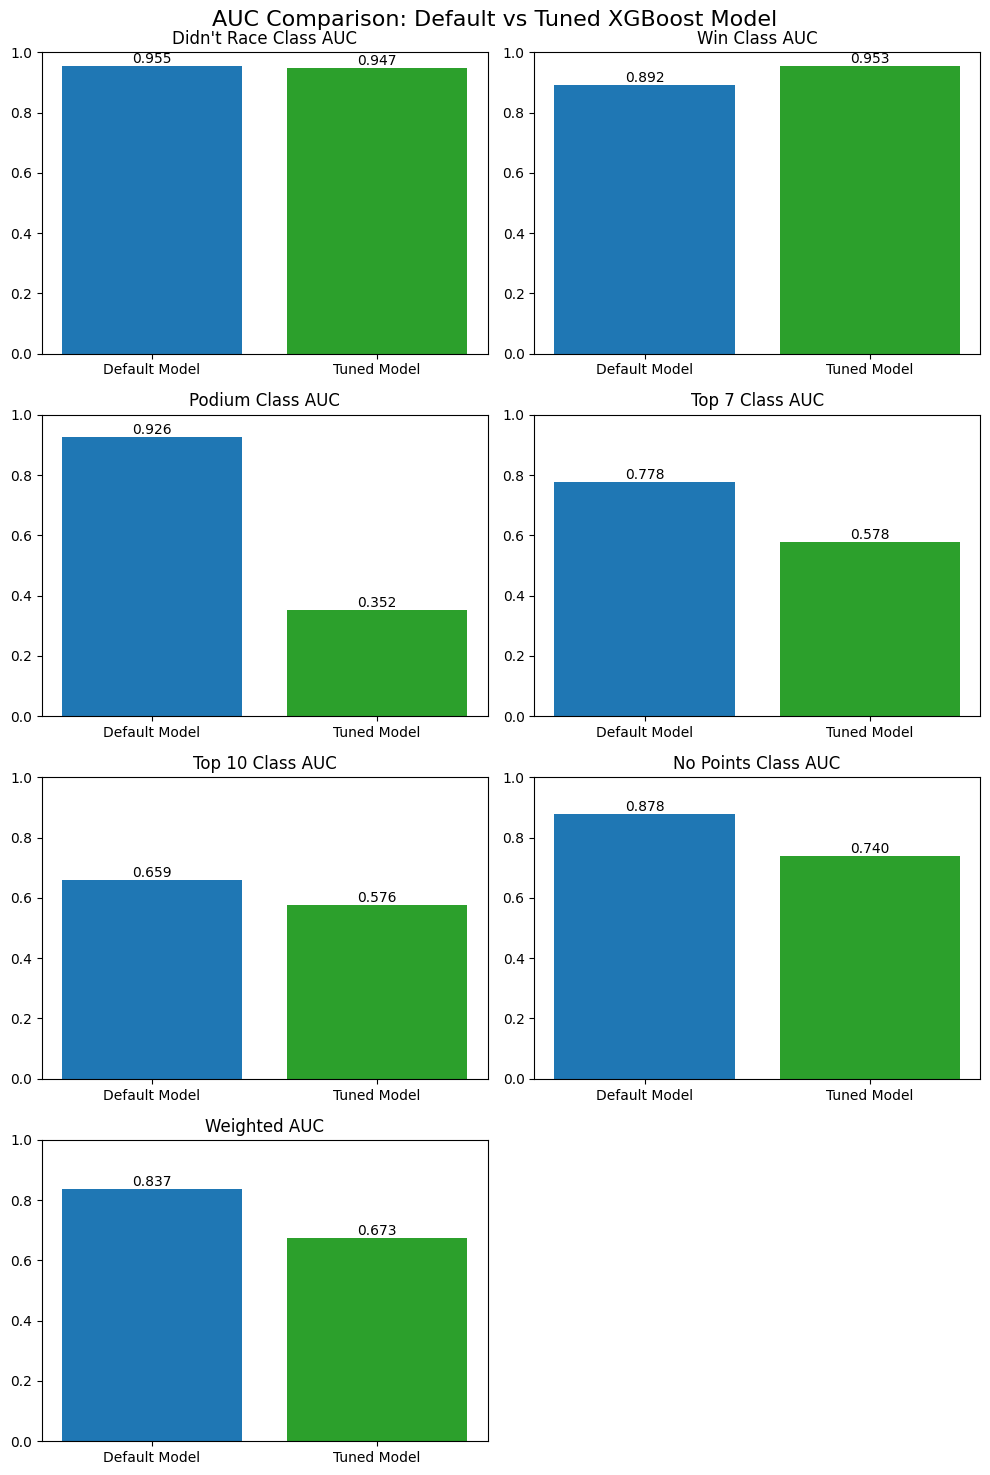 AUC Comparison: Default vs Tuned XGBoost Model
Didn't Race Class AUC
1.0
0.8
0.6
0.4
0.2
0.0
0.955
0.947
Default Model
Tuned Model
Win Class AUC
1.0
0.8
0.6
0.4
0.2
0.0
0.892
0.953
Default Model
Tuned Model
Podium Class AUC
1.0
0.8
0.6
0.4
0.2
0.0
0.926
0.352
Default Model
Tuned Model
Top 7 Class AUC
1.0
0.8
0.6
0.4
0.2
0.0
0.778
0.578
Default Model
Tuned Model
Top 10 Class AUC
1.0
0.8
0.6
0.4
0.2
0.0
0.659
0.576
Default Model
Tuned Model
No Points Class AUC
1.0
0.8
0.6
0.4
0.2
0.0
0.878
0.740
Default Model
Tuned Model
Weighted AUC
1.0
0.8
0.6
0.4
0.2
0.0
0.837
0.673
Default Model
Tuned Model